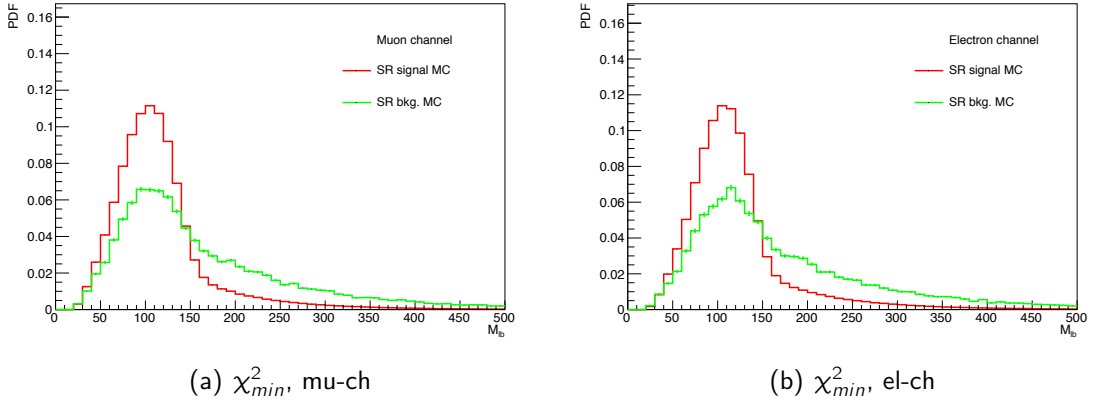 PDF
0.16
0.14
0.12
0.1
0.08
0.06
0.04
0.02
0
Muon channel
SR signal MC
SR bkg. MC
0 50 100 150 200 250 300 350 400 450 500
M_lb
(a) χ²_min, mu-ch
PDF
0.16
0.14
0.12
0.1
0.08
0.06
0.04
0.02
0
Electron channel
SR signal MC
SR bkg. MC
0 50 100 150 200 250 300 350 400 450 500
M_lb
(b) χ²_min, el-ch